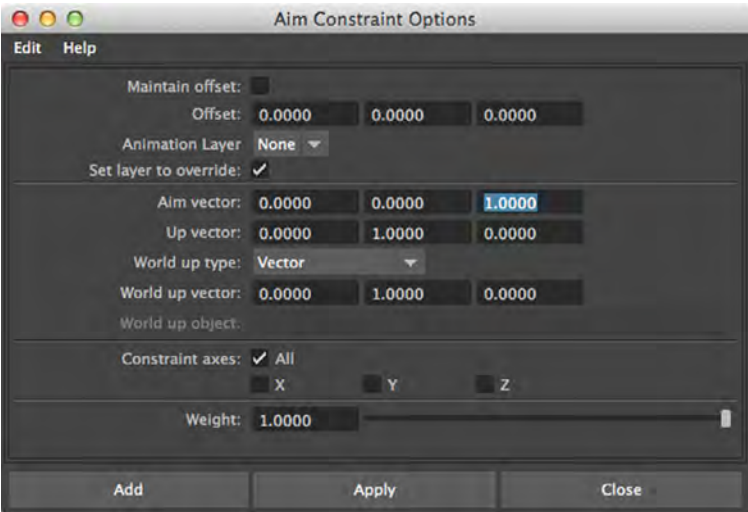 Aim Constraint Options
Edit Help
Maintain offset:
Offset: 0.0000 0.0000 0.0000
Animation Layer None
Set layer to override:
Aim vector: 0.0000 0.0000 1.0000
Up vector: 0.0000 1.0000 0.0000
World up type: Vector
World up vector: 0.0000 1.0000 0.0000
World up object:
Constraint axes: All
X Y Z
Weight: 1.0000
Add Apply Close